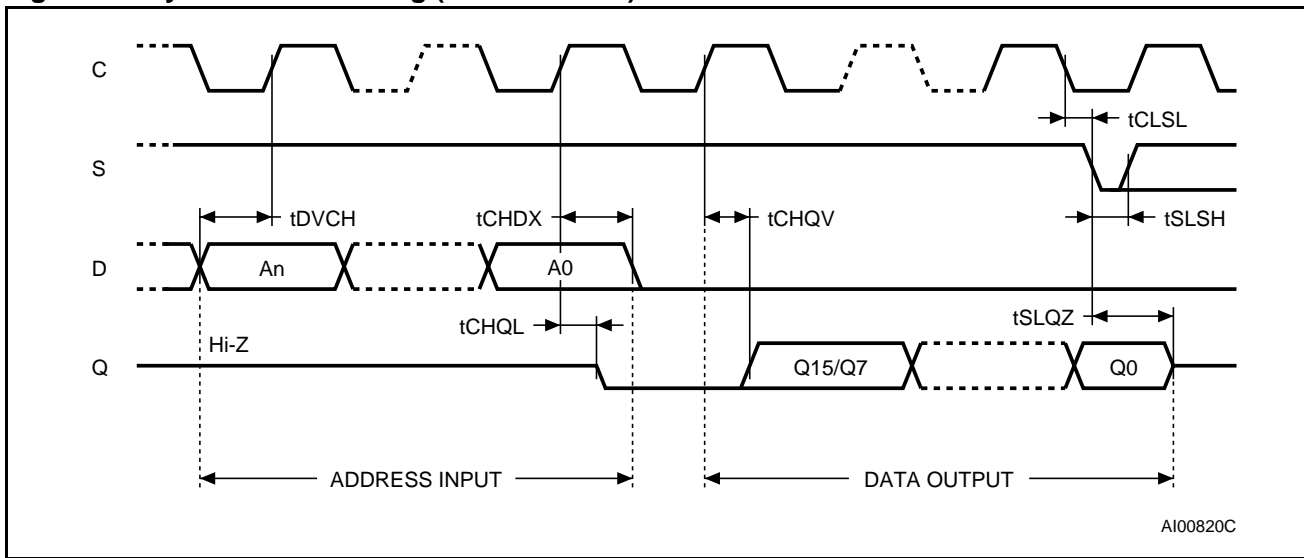 C
tCLSL
S
tDVCH
tCHDX
tCHQV
tSLSH
D
An
A0
tCHQL
tSLQZ
Hi-Z
Q
Q15/Q7
Q0
ADDRESS INPUT
DATA OUTPUT
AI00820C